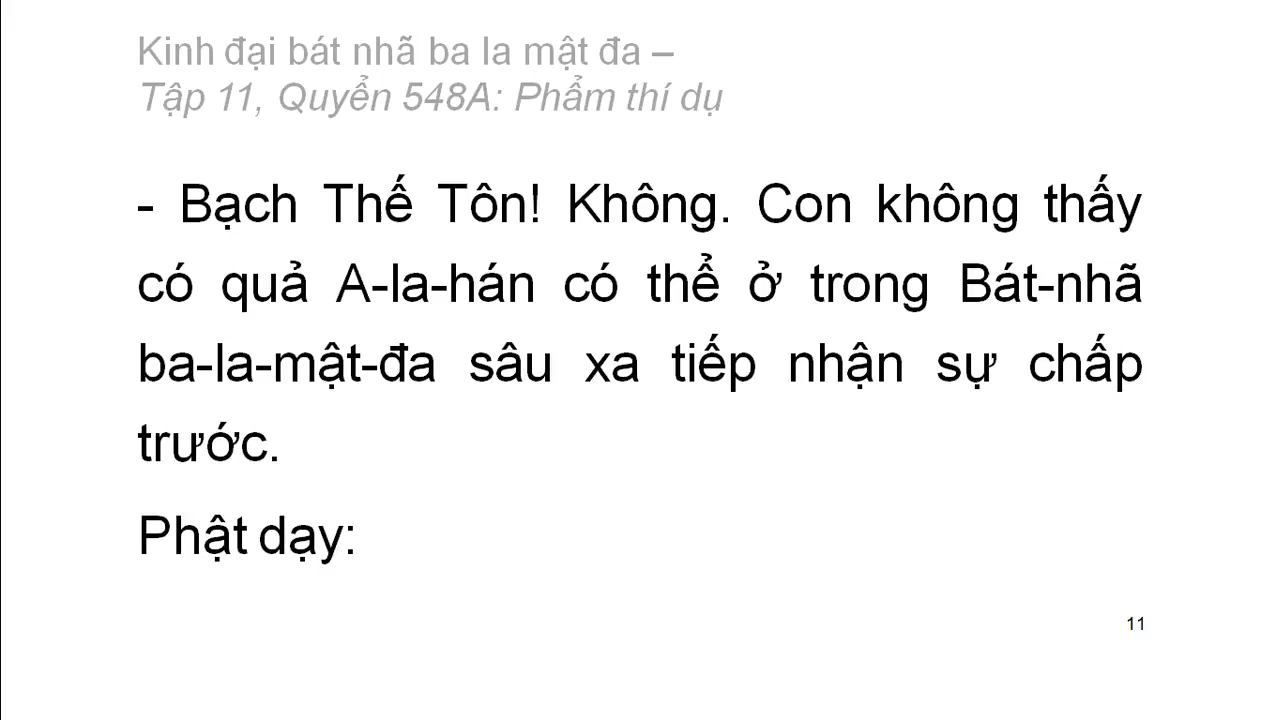 Kinh đại bát nhã ba la mật đa –
Tập 11, Quyển 548A: Phẩm thí dụ
- Bạch Thế Tôn! Không. Con không thấy
có quả A-la-hán có thể ở trong Bát-nhã
ba-la-mật-đa sâu xa tiếp nhận sự chấp
trước.
Phật dạy:
11